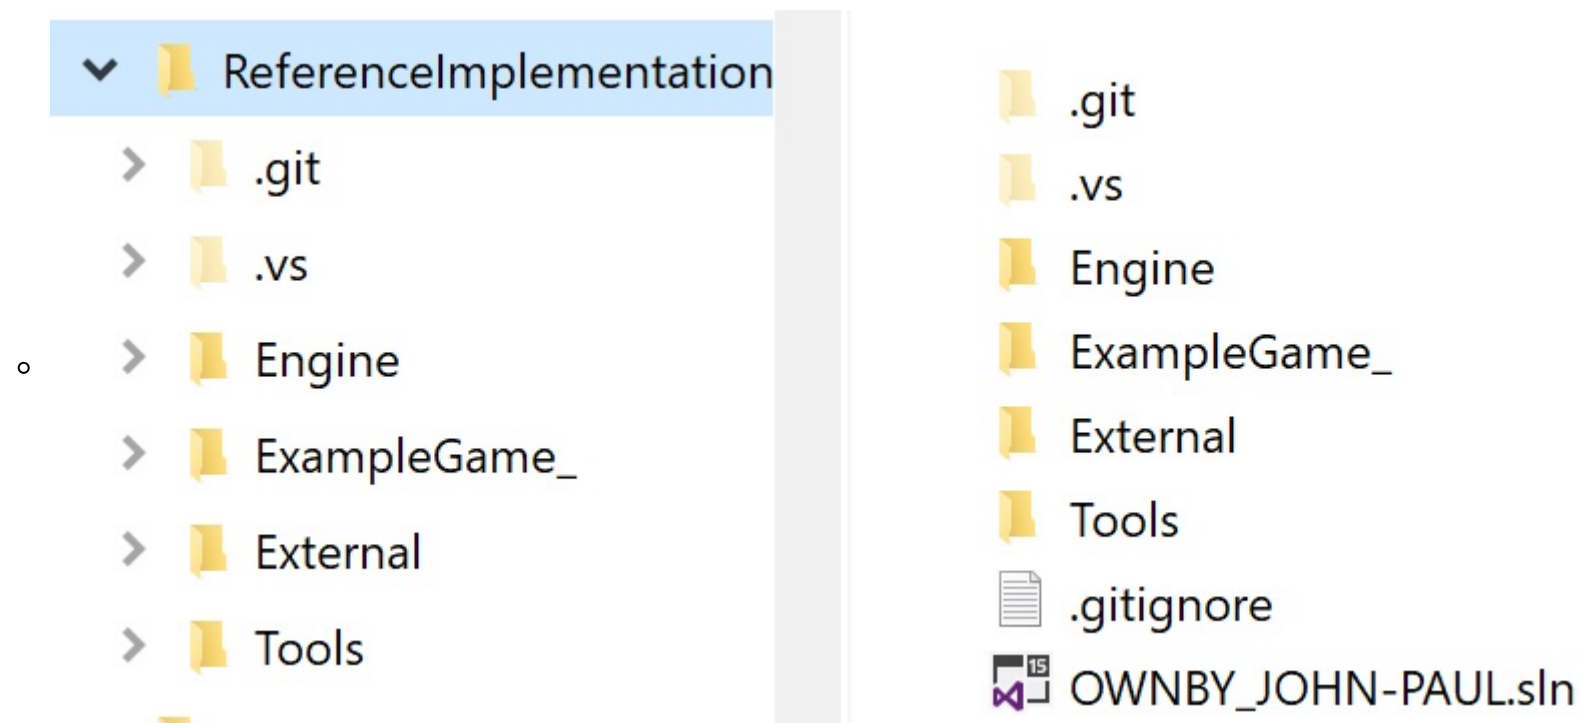 ReferenceImplementation
.git
.vs
Engine
ExampleGame_
External
Tools
.git
.vs
Engine
ExampleGame_
External
Tools
.gitignore
15
OWNBY_JOHN-PAUL.sln